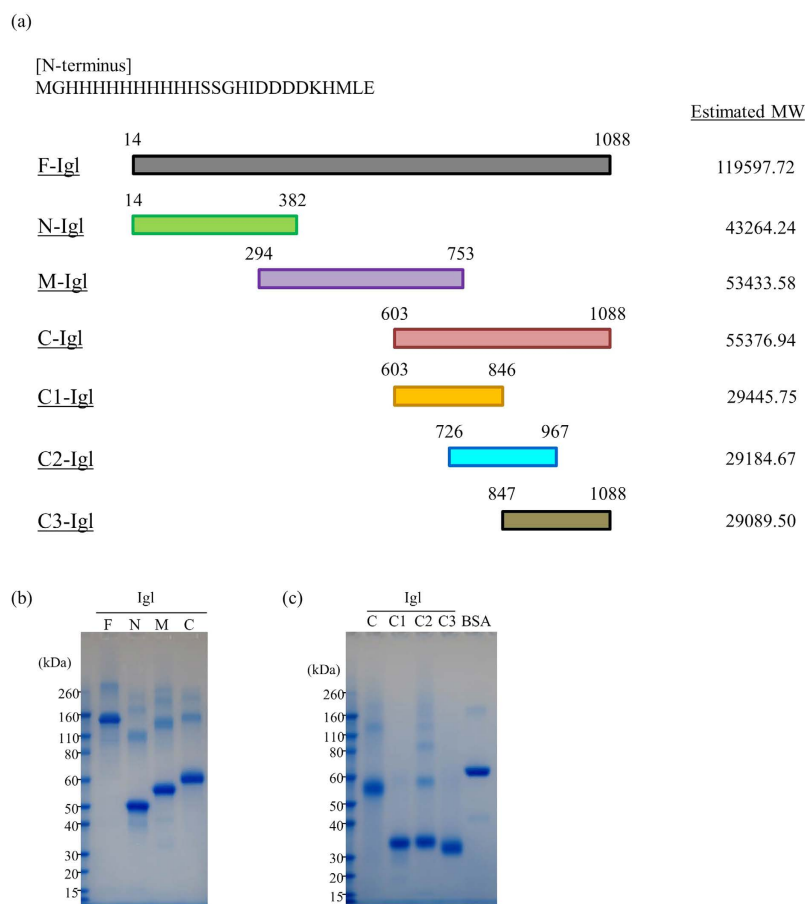 (a)
[N-terminus]
MGHHHHHHHHHHSSGHIDDDDKHMLE
Estimated MW
14 1088
F-Igl 119597.72
14 382
N-Igl 43264.24
294 753
M-Igl 53433.58
603 1088
C-Igl 55376.94
603 846
C1-Igl 29445.75
726 967
C2-Igl 29184.67
847 1088
C3-Igl 29089.50
(b)
Igl
F N M C
(kDa)
260
160
110
80
60
50
40
30
20
15
(c)
Igl
C C1 C2 C3 BSA
(kDa)
260
160
110
80
60
50
40
30
20
15